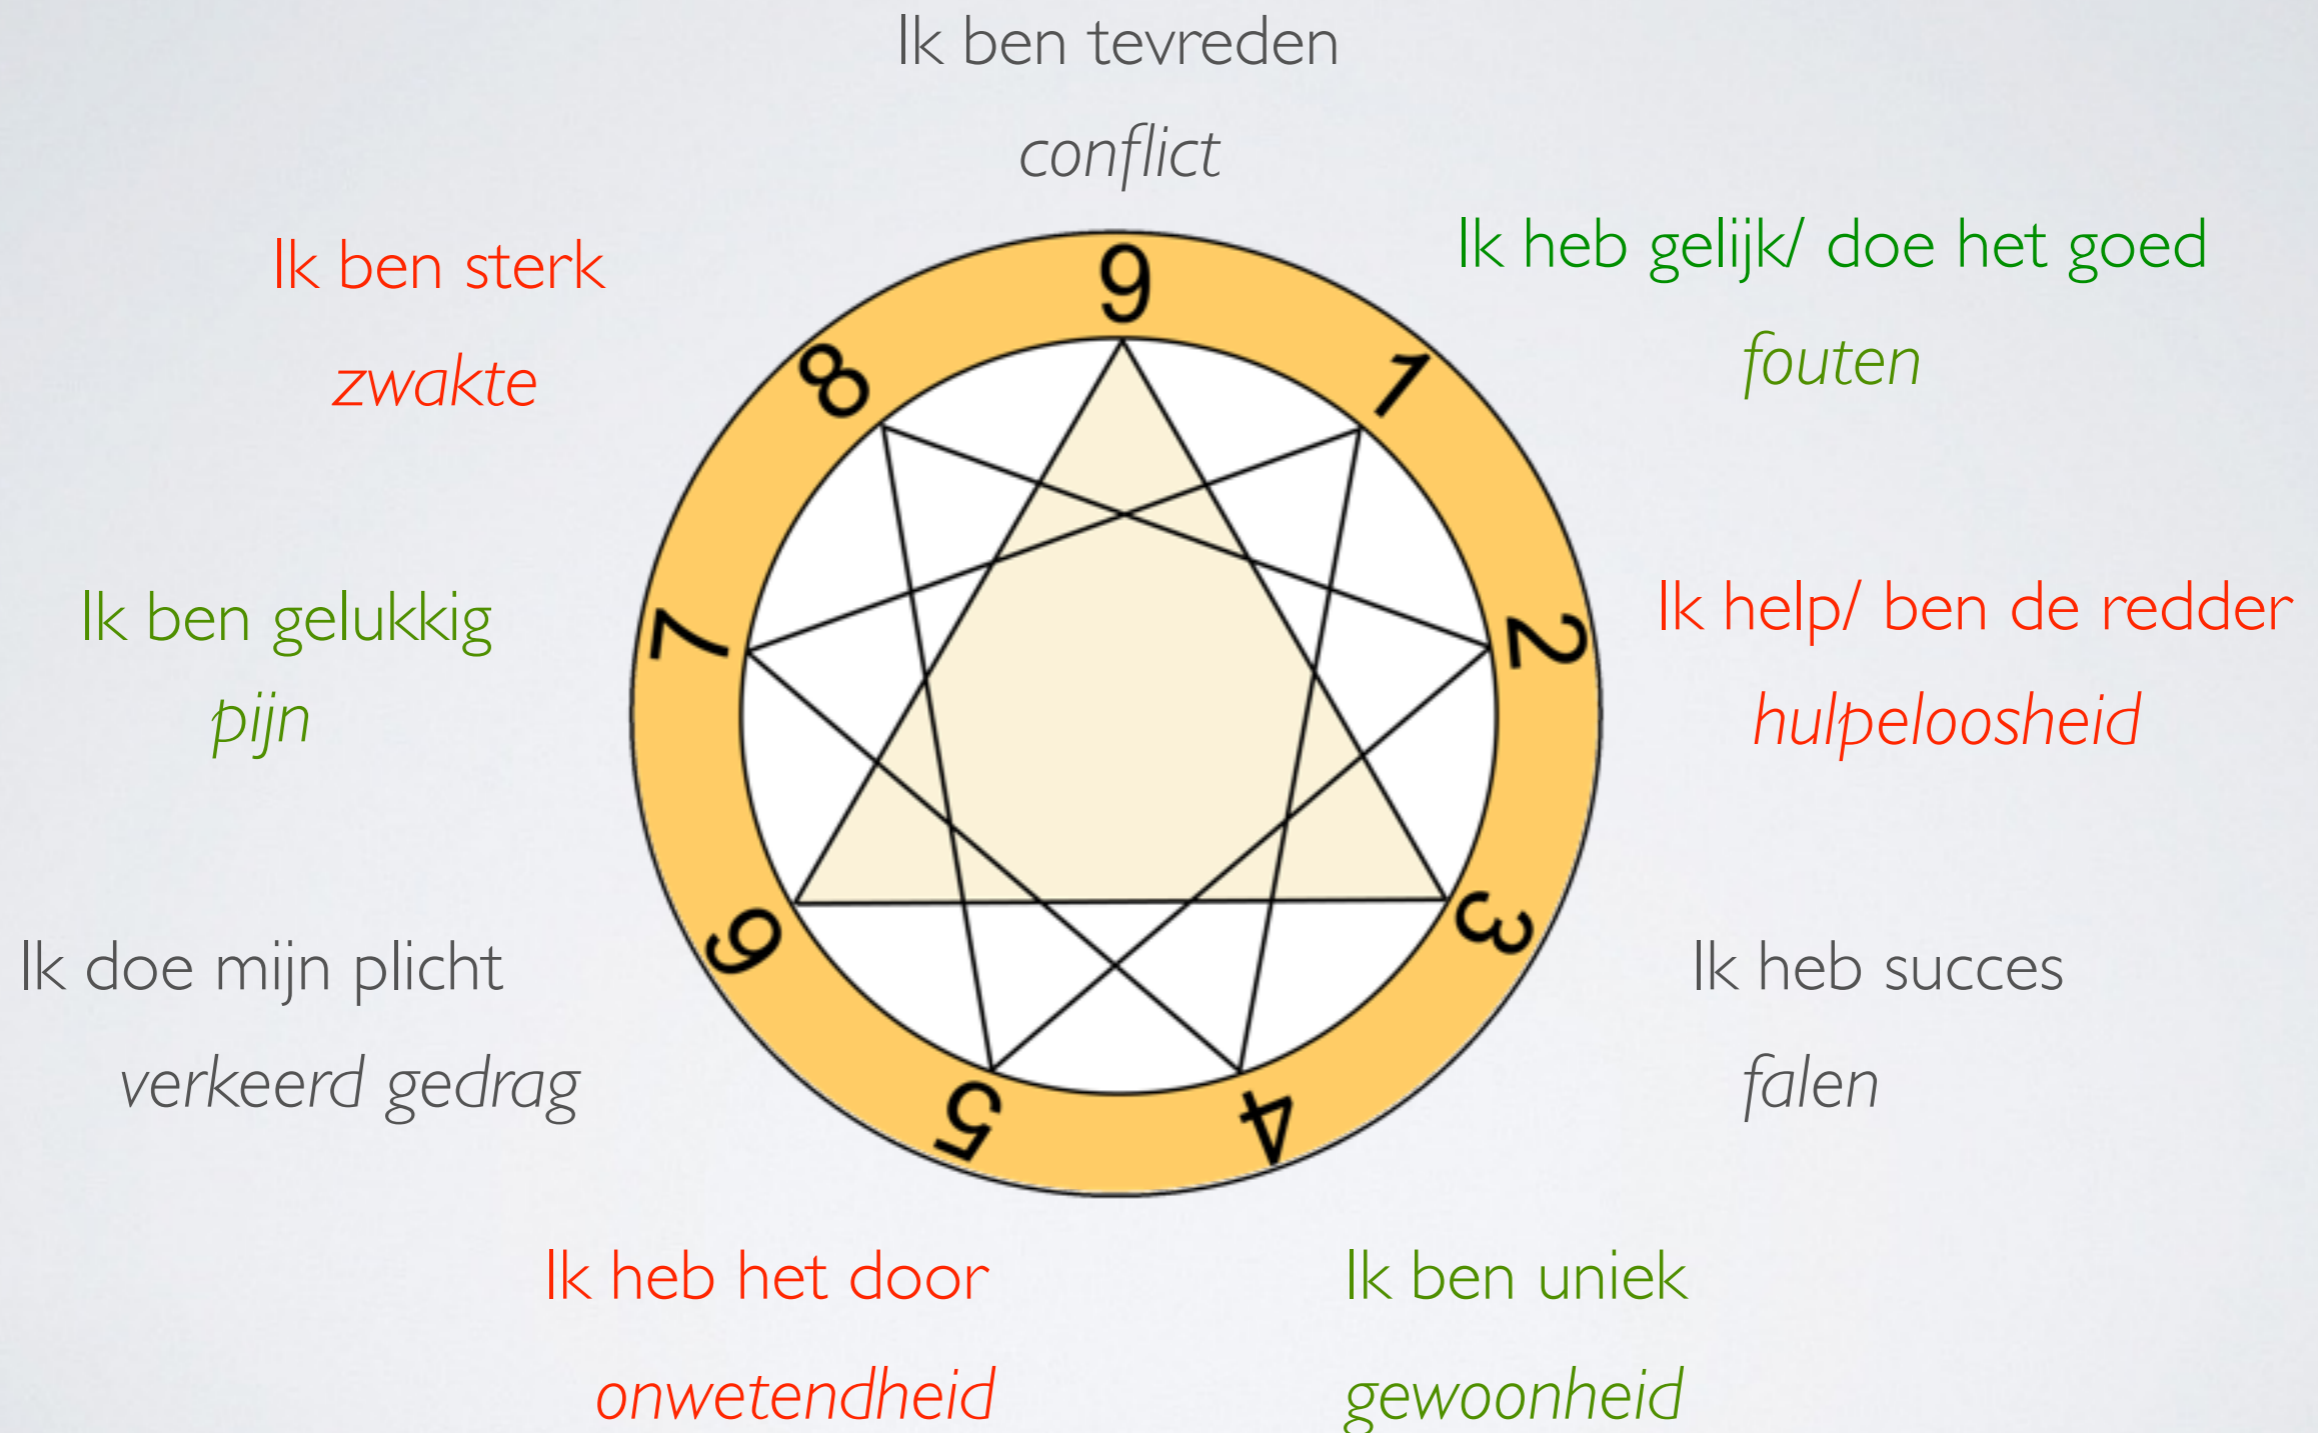 Ik ben tevreden
conflict
Ik ben sterk
zwakte
Ik heb gelijk/ doe het goed
fouten
9
8
1
Ik ben gelukkig
pijn
7
2
Ik help/ ben de redder
hulpeloosheid
Ik doe mijn plicht
verkeerd gedrag
6
3
Ik heb succes
falen
5
4
Ik heb het door
onwetendheid
Ik ben uniek
gewoonheid